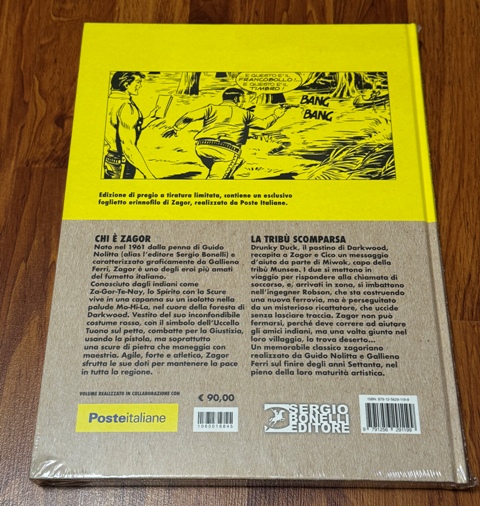 E QUESTO È IL
FRANCOBOLLO!...
E QUESTO È IL
TIMBRO!
BANG
BANG
Edizione di pregio a tiratura limitata, contiene un esclusivo
foglietto erinnofilo di Zagor, realizzato da Poste Italiane.
CHI È ZAGOR
Nato nel 1961 dalla penna di Guido
Nolitta (alias l'editore Sergio Bonelli) e
caratterizzato graficamente da Gallieno
Ferri, Zagor è uno degli eroi più amati
del fumetto italiano.
Conosciuto dagli indiani come
Za-Gor-Te-Nay, lo Spirito con la Scure
vive in una capanna su un isolotto nella
palude Mo-Hi-La, nel cuore della foresta di
Darkwood. Vestito del suo inconfondibile
costume rosso, con il simbolo dell'Uccello
Tuono sul petto, combatte per la Giustizia,
usando la pistola, ma soprattutto
una scure di pietra che maneggia con
maestria. Agile, forte e atletico, Zagor
sfrutta le sue doti per mantenere la pace
in tutta la regione.
LA TRIBÙ SCOMPARSA
Drunky Duck, il postino di Darkwood,
recapita a Zagor e Cico un messaggio
d'aiuto da parte di Miwok, capo della
tribù Munsee. I due si mettono in
viaggio per rispondere alla chiamata di
soccorso e, arrivati in zona, si imbattono
nell'ingegner Robson, che sta costruendo
una nuova ferrovia, ma è perseguitato
da un misterioso ricattatore, che uccide
senza lasciare traccia. Zagor non può
fermarsi, perché deve correre ad aiutare
gli amici indiani, ma una volta giunto nel
loro villaggio, lo trova deserto...
Un memorabile classico zagoriano
realizzato da Guido Nolitta e Gallieno
Ferri sul finire degli anni Settanta, nel
pieno della loro maturità artistica.
VOLUME REALIZZATO IN COLLABORAZIONE CON
Posteitaliane
€ 90,00
1060016845
SERGIO
BONELLI
EDITORE